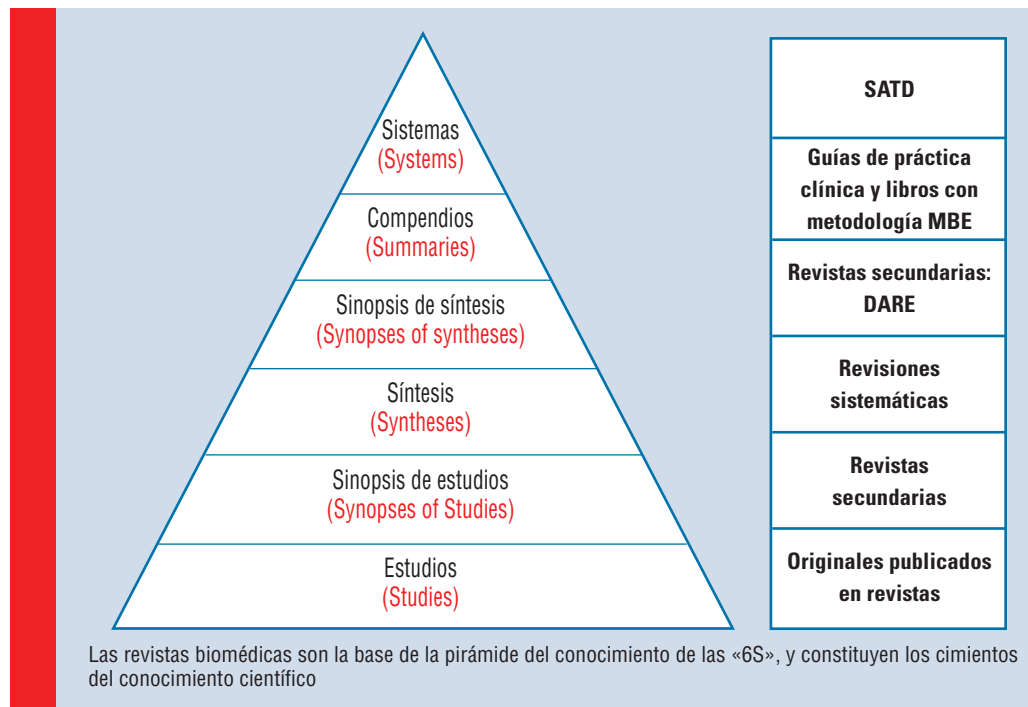 Sistemas
(Systems)
Compendios
(Summaries)
Sinopsis de síntesis
(Synopses of syntheses)
Síntesis
(Syntheses)
Sinopsis de estudios
(Synopses of Studies)
Estudios
(Studies)
SATD
Guías de práctica
clínica y libros con
metodología MBE
Revistas secundarias:
DARE
Revisiones
sistemáticas
Revistas
secundarias
Originales publicados
en revistas
Las revistas biomédicas son la base de la pirámide del conocimiento de las «6S», y constituyen los cimientos
del conocimiento científico